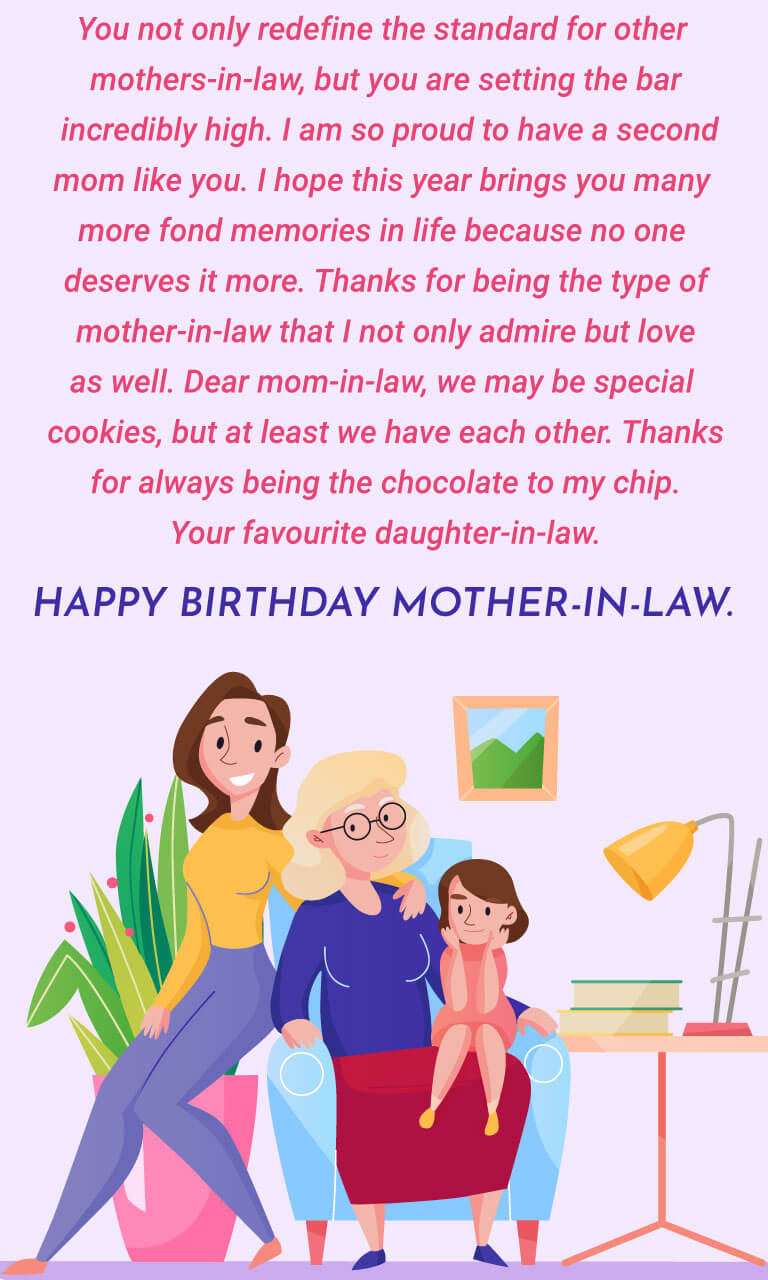 You not only redefine the standard for other
mothers-in-law, but you are setting the bar
incredibly high. I am so proud to have a second
mom like you. I hope this year brings you many
more fond memories in life because no one
deserves it more. Thanks for being the type of
mother-in-law that I not only admire but love
as well. Dear mom-in-law, we may be special
cookies, but at least we have each other. Thanks
for always being the chocolate to my chip.
Your favourite daughter-in-law.
HAPPY BIRTHDAY MOTHER-IN-LAW.